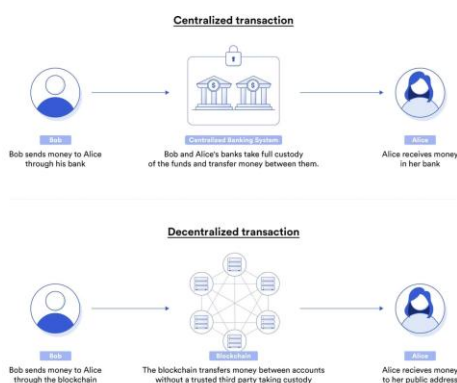 Centralized transaction
Bob
Centralized Banking System
Alice
Bob sends money to Alice
through his bank
Bob and Alice's banks take full custody
of the funds and transfer money between them.
Alice receives money
in her bank
Decentralized transaction
Bob
Blockchain
Alice
Bob sends money to Alice
through the blockchain
The blockchain transfers money between accounts
without a trusted third party taking custody
Alice recieves money
to her public address